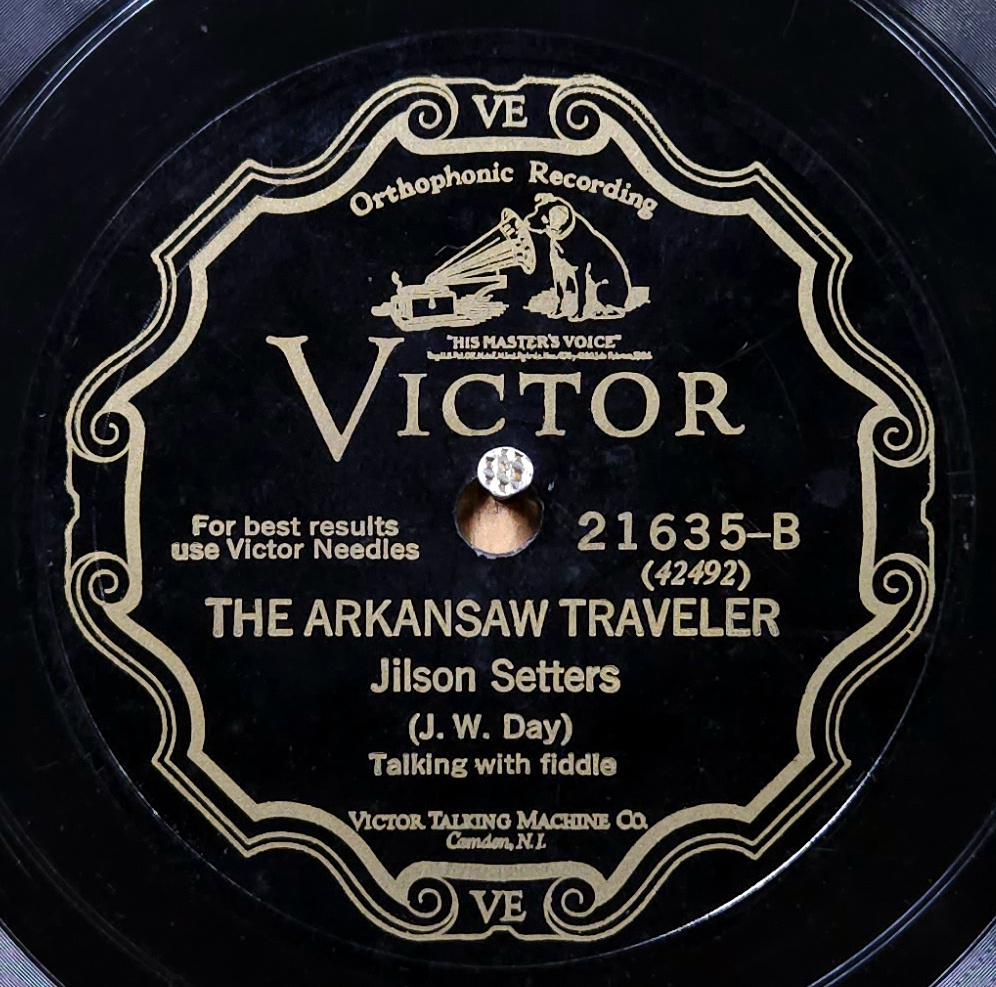 VE
Orthophonic Recording
"HIS MASTER'S VOICE"
VICTOR
For best results
use Victor Needles
21635-B
(42492)
THE ARKANSAW TRAVELER
Jilson Setters
(J. W. Day)
Talking with fiddle
VICTOR TALKING MACHINE CO.
Camden, N.J.
VE